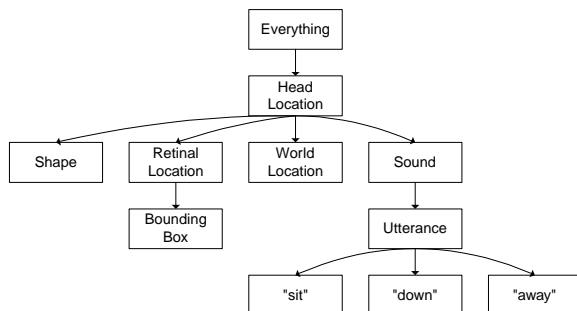 Everything
Head
Location
Shape
Retinal
Location
World
Location
Sound
Bounding
Box
Utterance
"sit"
"down"
"away"